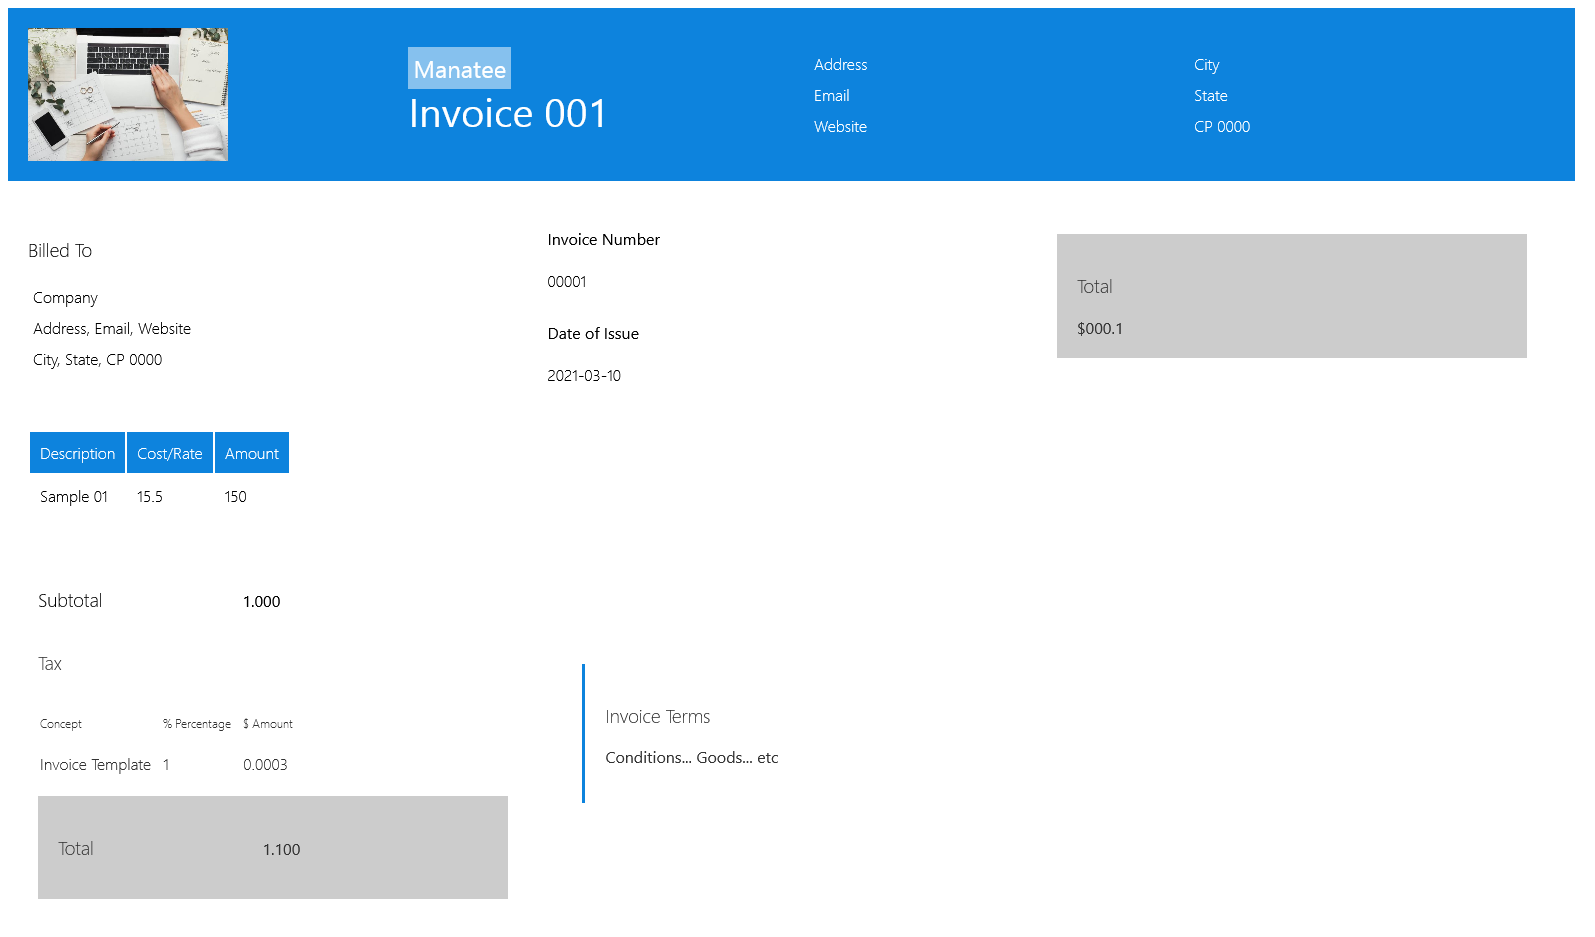 Manatee
Invoice 001
Address
Email
Website
City
State
CP 0000
Billed To
Company
Address, Email, Website
City, State, CP 0000
Invoice Number
00001
Date of Issue
2021-03-10
Total
$000.1
Description Cost/Rate Amount
Sample 01 15.5 150
Subtotal 1.000
Tax
Concept % Percentage $ Amount
Invoice Template 1 0.0003
Total 1.100
Invoice Terms
Conditions... Goods... etc